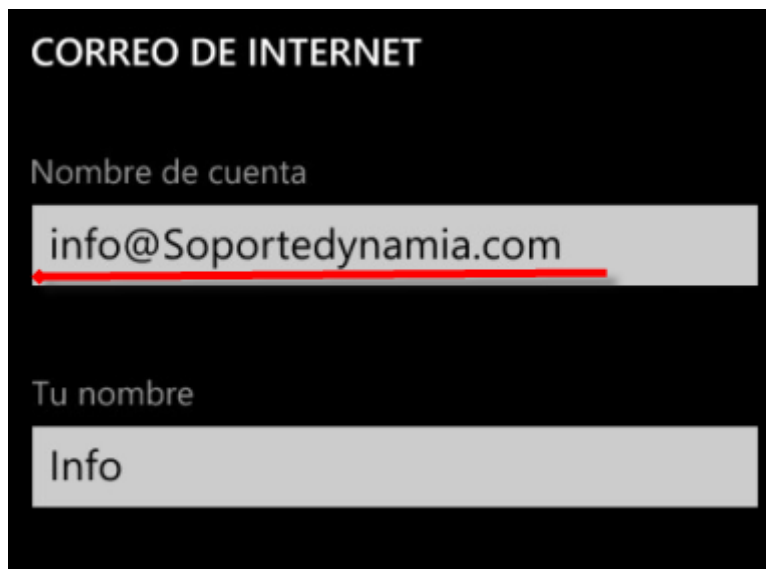 CORREO DE INTERNET
Nombre de cuenta
info@Soportedynamia.com
Tu nombre
Info